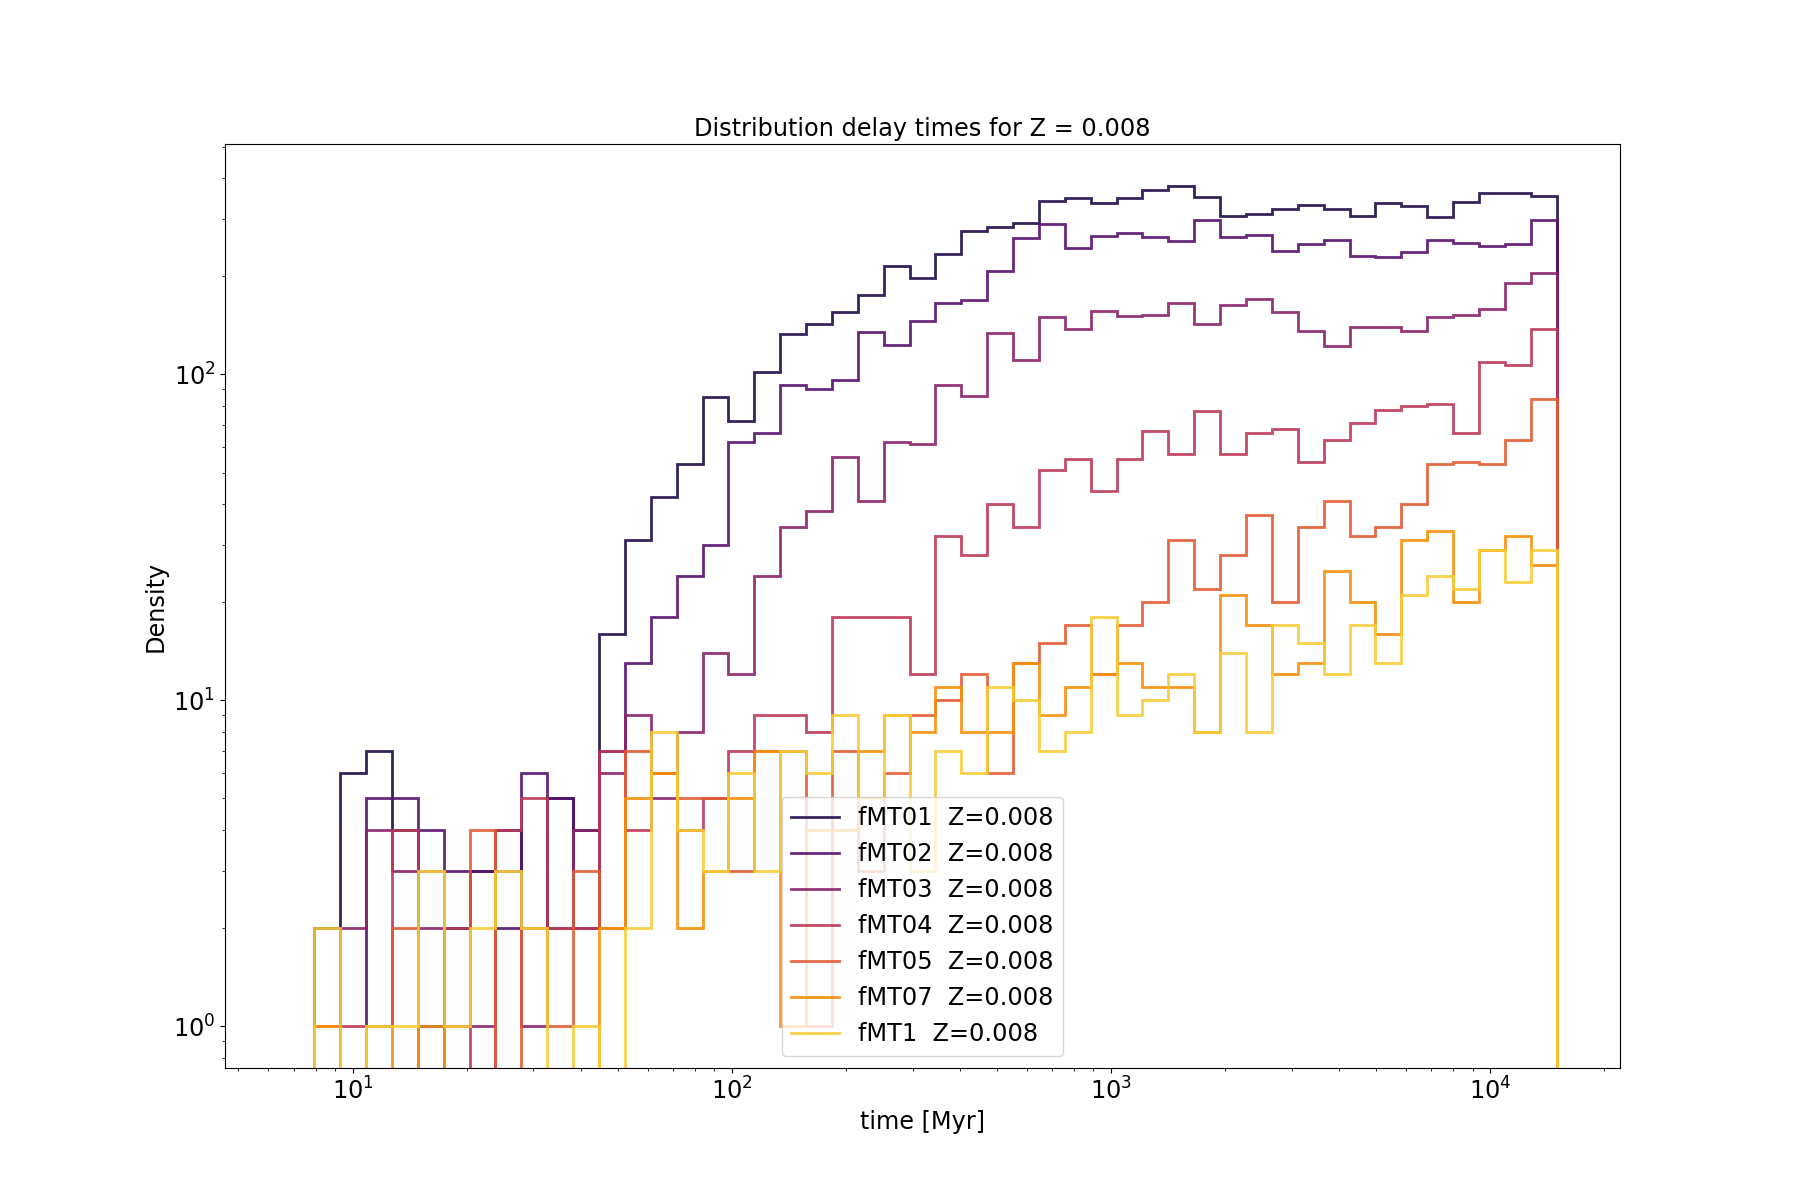 Distribution delay times for Z = 0.008
Density
10²
10¹
10⁰
fMT01 Z=0.008
fMT02 Z=0.008
fMT03 Z=0.008
fMT04 Z=0.008
fMT05 Z=0.008
fMT07 Z=0.008
fMT1 Z=0.008
10¹ 10² 10³ 10⁴
time [Myr]